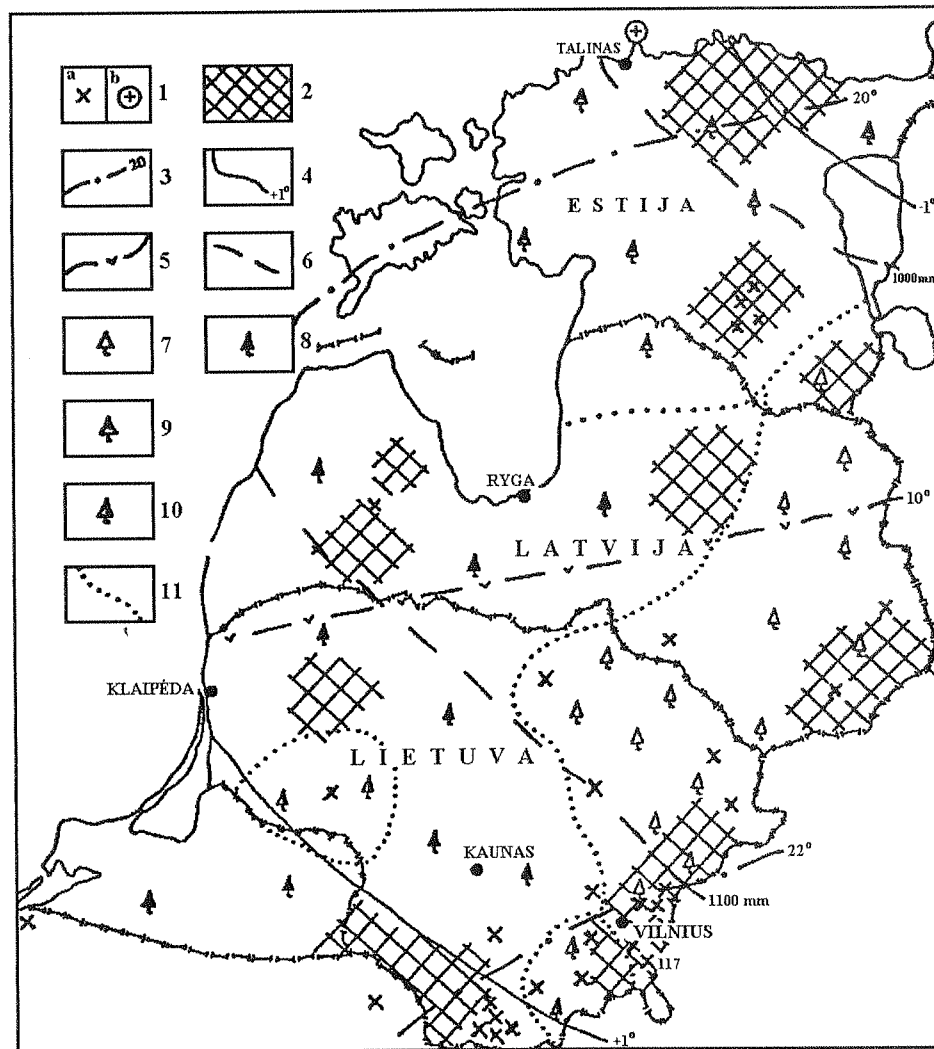 a
b
1
2
20
3
+1°
4
5
6
7
8
9
10
11
TALINAS
20°
ESTIJA
-1°
1000mm
RYGA
10°
LATVIJA
KLAIPĖDA
LIETUVA
KAUNAS
22°
1100 mm
VILNIUS
117
+1°